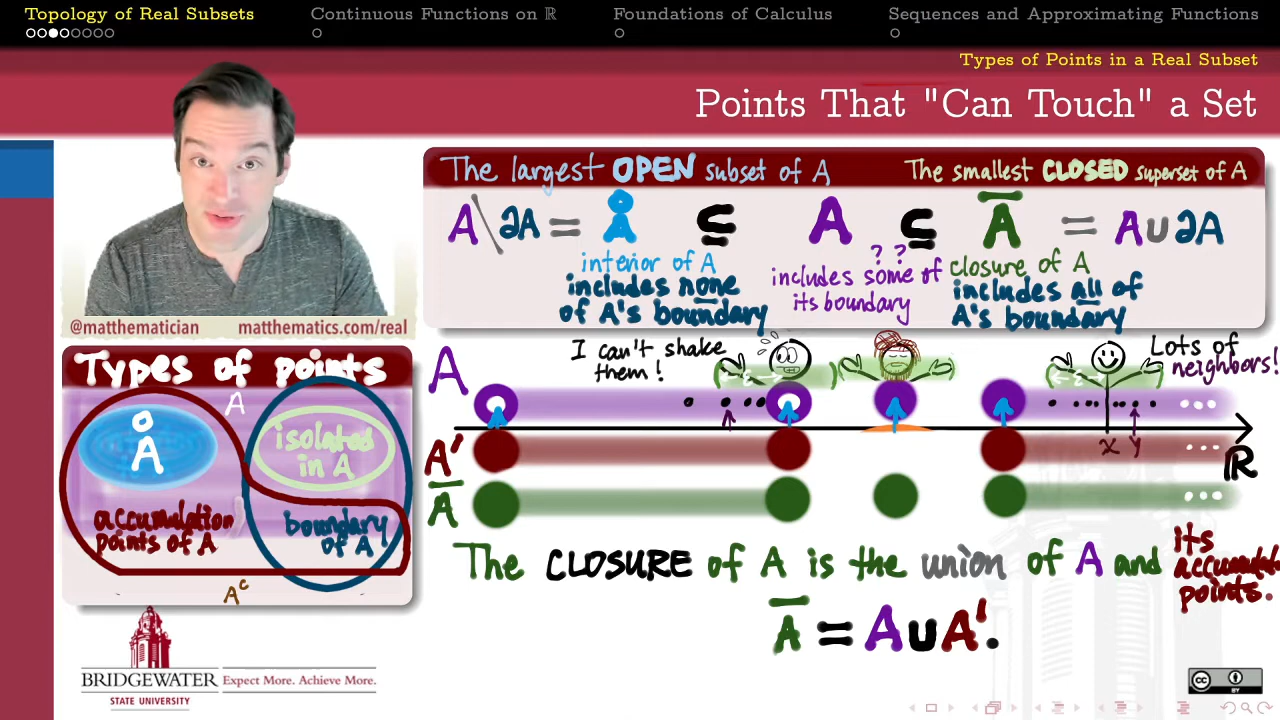 Topology of Real Subsets
Continuous Functions on ℝ
Foundations of Calculus
Sequences and Approximating Functions
Types of Points in a Real Subset
Points That "Can Touch" a Set
The largest OPEN subset of A
The smallest CLOSED superset of A
A\∂A = Å ⊆ A ⊆ A̅ = A∪∂A
interior of A
includes none
of A's boundary
? ?
includes some of
its boundary
closure of A
includes all of
A's boundary
@matthematician
matthematics.com/real
Types of points
A
Å
isolated
in A
accumulation
points of A
boundary
of A
Aᶜ
I can't shake
them!
Lots of
neighbors!
A
x
y
ℝ
A'
A̅
The CLOSURE of A is the union of A and
its
accumulation
points.
A̅ = A∪A'.
BRIDGEWATER
STATE UNIVERSITY
Expect More. Achieve More.
cc
BY